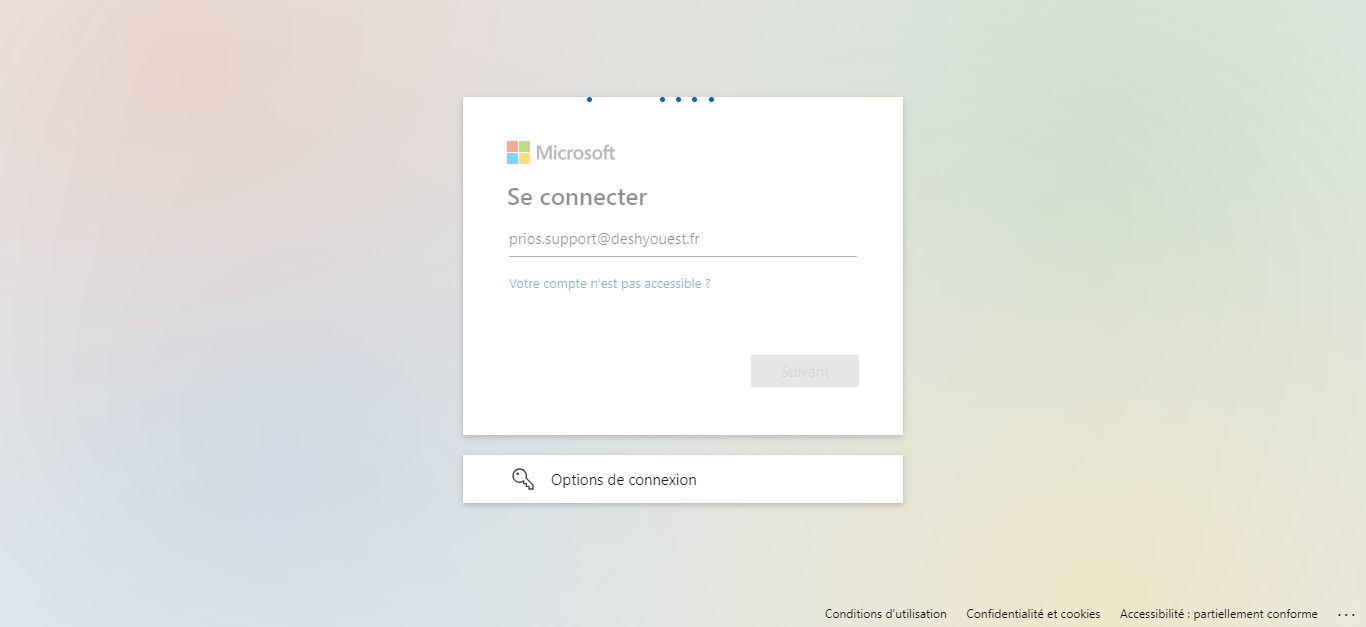 Microsoft
Se connecter
prios.support@deshyouest.fr
Votre compte n'est pas accessible ?
Suivant
Options de connexion
Conditions d'utilisation Confidentialité et cookies Accessibilité : partiellement conforme ...